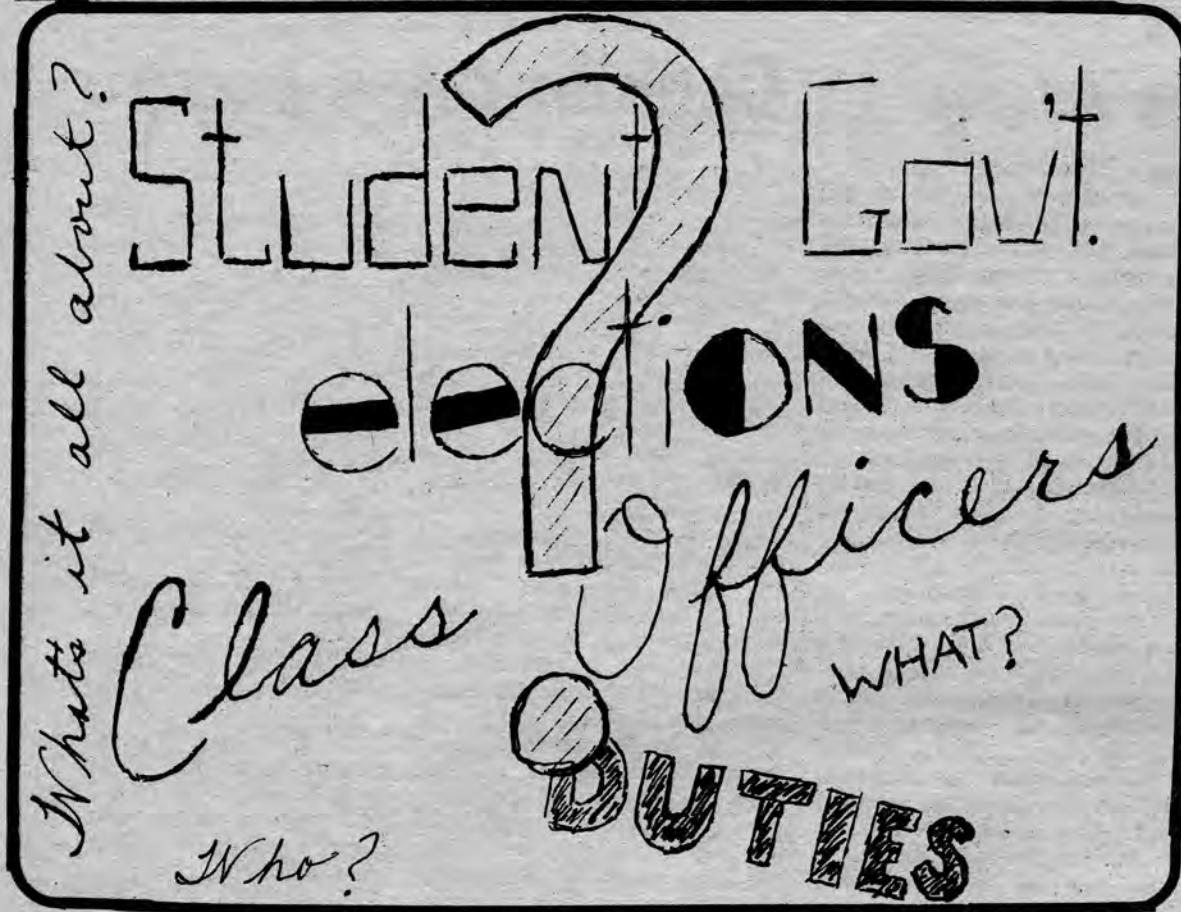 What's it all about?
Student Gov't.
elections
Class Officers
WHAT?
DUTIES
Who?